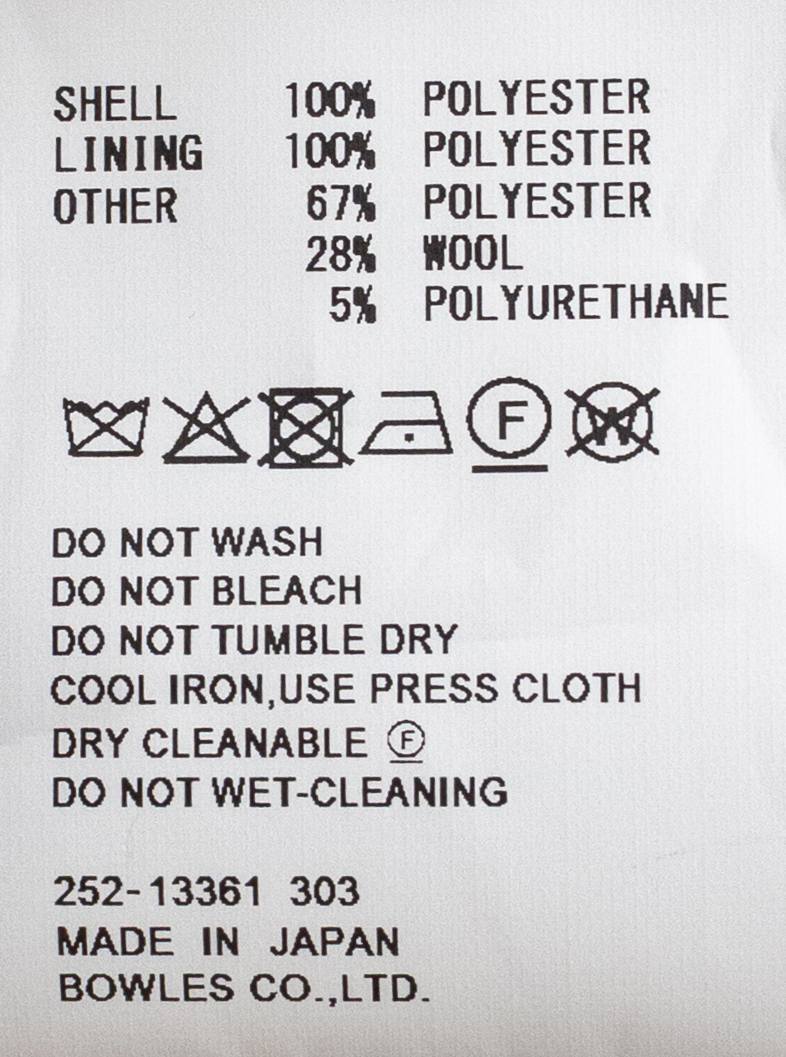 SHELL 100% POLYESTER
LINING 100% POLYESTER
OTHER 67% POLYESTER
28% WOOL
5% POLYURETHANE
F W
DO NOT WASH
DO NOT BLEACH
DO NOT TUMBLE DRY
COOL IRON,USE PRESS CLOTH
DRY CLEANABLE Ⓕ
DO NOT WET-CLEANING
252-13361 303
MADE IN JAPAN
BOWLES CO.,LTD.